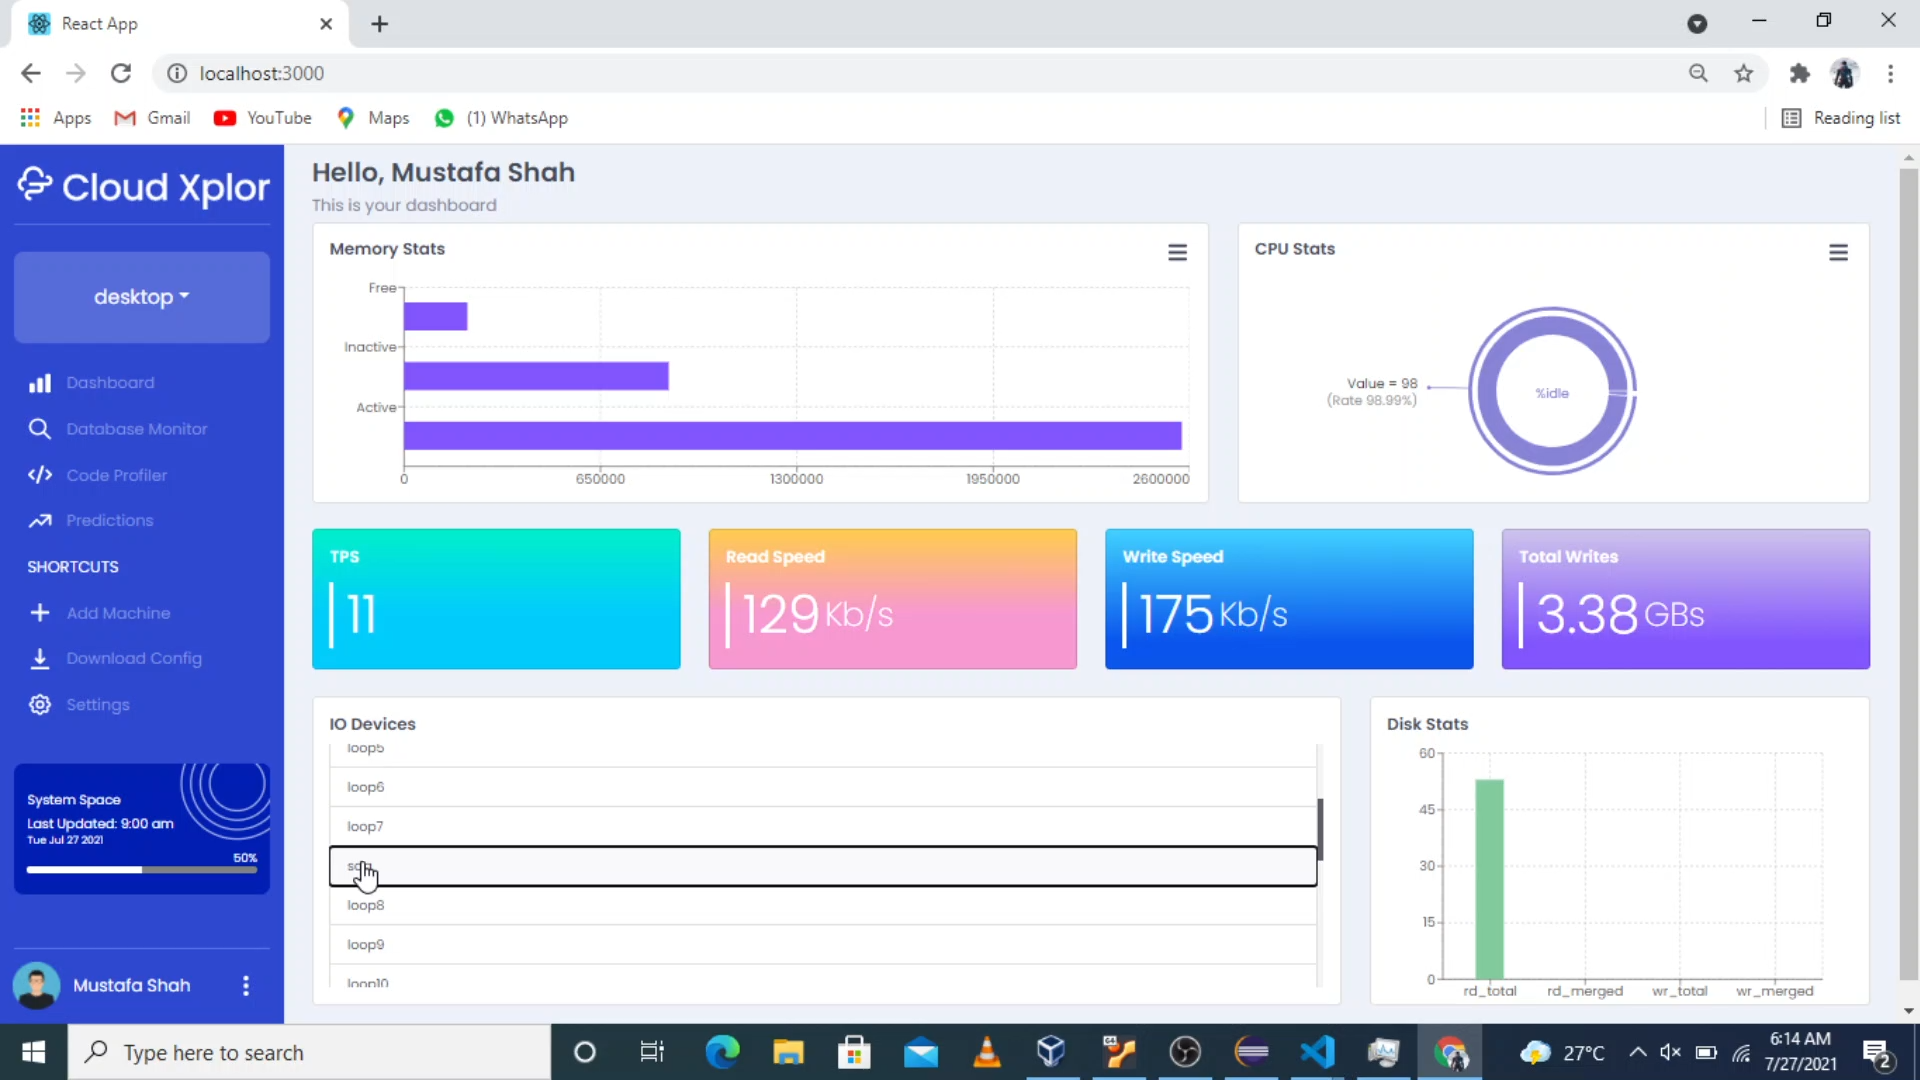 React App
localhost:3000
Apps
Gmail
YouTube
Maps
(1) WhatsApp
Reading list
Cloud Xplor
desktop
Dashboard
Database Monitor
Code Profiler
Predictions
SHORTCUTS
Add Machine
Download Config
Settings
System Space
Last Updated: 9:00 am
Tue Jul 27 2021
50%
Mustafa Shah
Hello, Mustafa Shah
This is your dashboard
Memory Stats
Free
Inactive
Active
0 650000 1300000 1950000 2600000
CPU Stats
Value = 98
(Rate 98.99%)
%idle
TPS
11
Read Speed
129 Kb/s
Write Speed
175 Kb/s
Total Writes
3.38 GBs
IO Devices
loop5
loop6
loop7
loop8
loop9
loop10
Disk Stats
60
45
30
15
0
rd_total rd_merged wr_total wr_merged
Type here to search
64
27°C
6:14 AM
7/27/2021
2